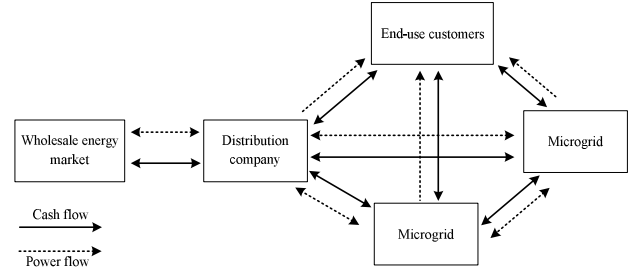 End-use customers
Wholesale energy
market
Distribution
company
Microgrid
Microgrid
Cash flow
Power flow